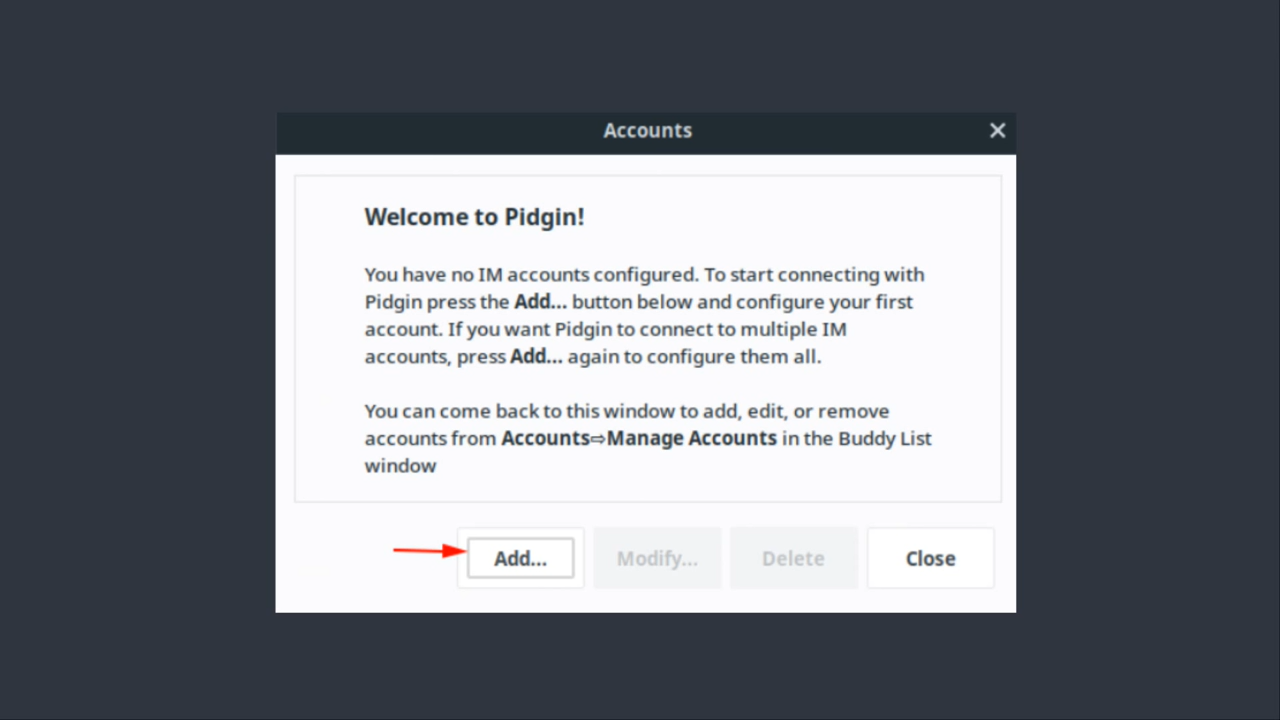 Accounts
Welcome to Pidgin!
You have no IM accounts configured. To start connecting with
Pidgin press the Add... button below and configure your first
account. If you want Pidgin to connect to multiple IM
accounts, press Add... again to configure them all.
You can come back to this window to add, edit, or remove
accounts from Accounts⇨Manage Accounts in the Buddy List
window
Add... Modify... Delete Close